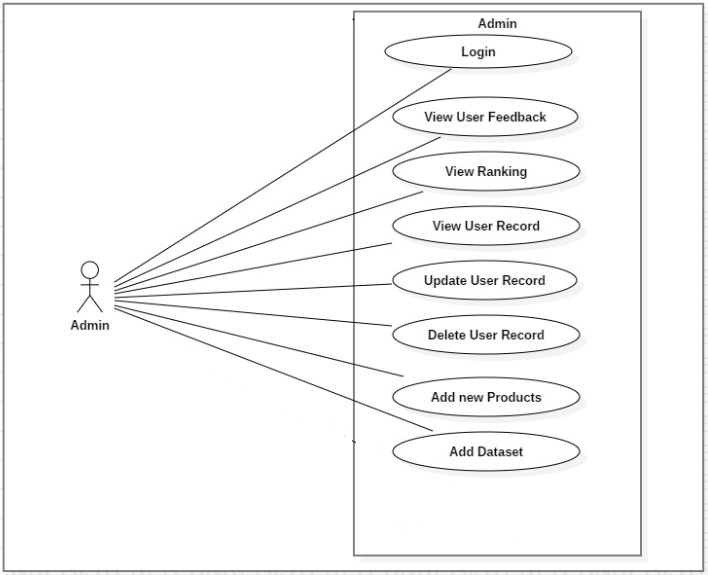 Admin
Login
View User Feedback
View Ranking
View User Record
Update User Record
Admin
Delete User Record
Add new Products
Add Dataset